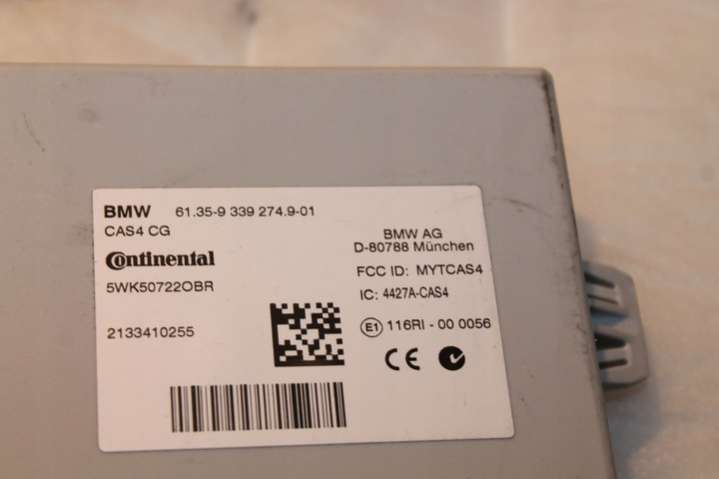 BMW 61.35-9 339 274.9-01
CAS4 CG
Continental
5WK50722OBR
2133410255
BMW AG
D-80788 München
FCC ID: MYTCAS4
IC: 4427A-CAS4
E1 116RI - 00 0056
CE